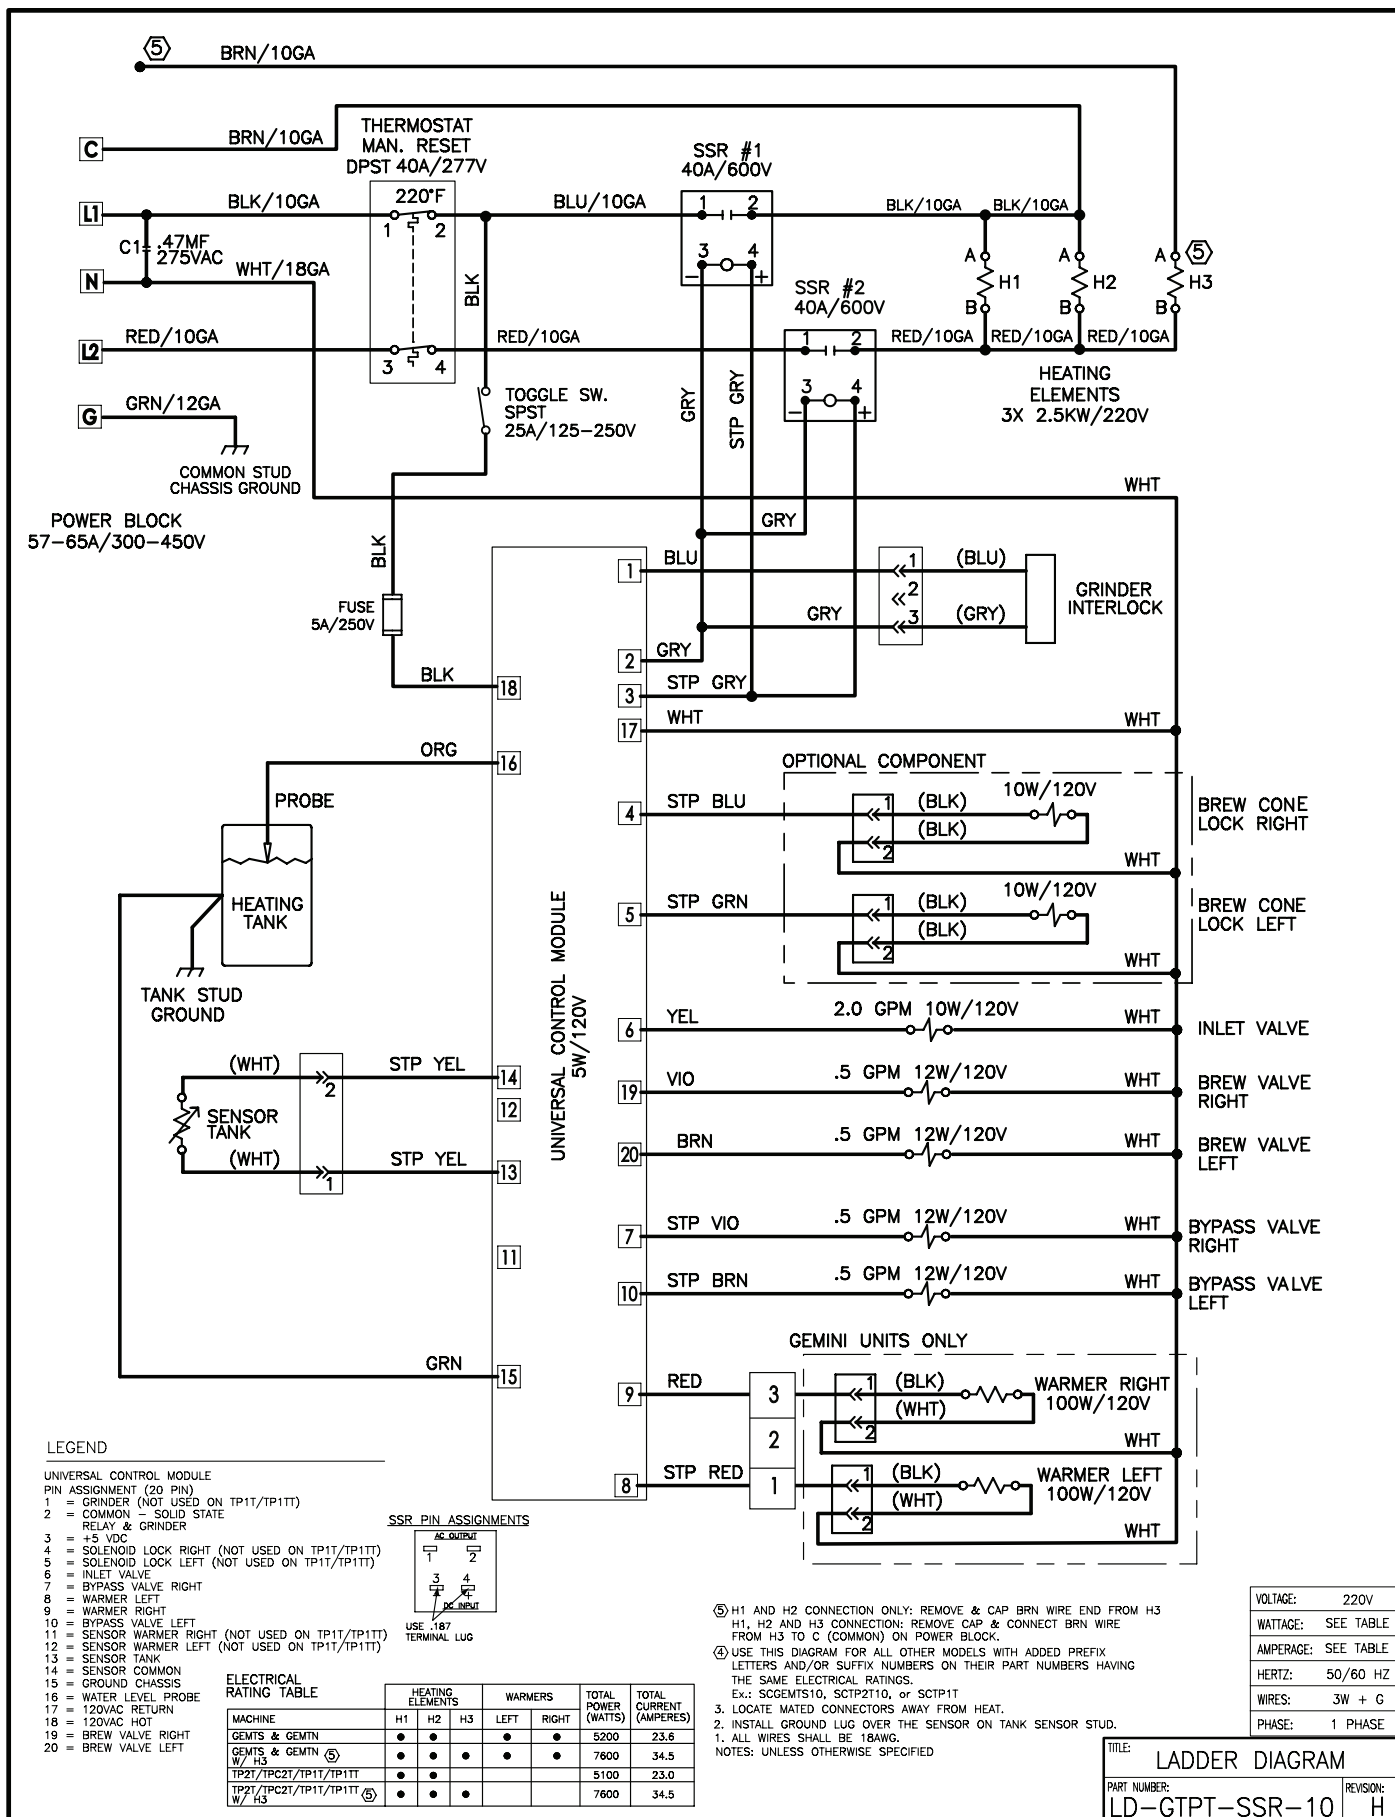 5
BRN/10GA
C
BRN/10GA
THERMOSTAT
MAN. RESET
DPST 40A/277V
SSR #1
40A/600V
L1
BLK/10GA
220°F
1
2
BLU/10GA
1
2
BLK/10GA
BLK/10GA
C1
.47MF
275VAC
3
4
-
+
A
H1
B
A
H2
B
A
5
H3
B
N
WHT/18GA
BLK
SSR #2
40A/600V
L2
RED/10GA
3
4
RED/10GA
1
2
RED/10GA
RED/10GA
RED/10GA
3
4
-
+
HEATING
ELEMENTS
3X 2.5KW/220V
G
GRN/12GA
COMMON STUD
CHASSIS GROUND
TOGGLE SW.
SPST
25A/125-250V
GRY
STP GRY
WHT
POWER BLOCK
57-65A/300-450V
GRY
BLK
FUSE
5A/250V
BLK
18
1
BLU
1
(BLU)
2
GRY
3
(GRY)
GRINDER
INTERLOCK
2
GRY
3
STP GRY
17
WHT
WHT
16
ORG
PROBE
HEATING
TANK
TANK STUD
GROUND
UNIVERSAL CONTROL MODULE
5W/120V
OPTIONAL COMPONENT
4
STP BLU
1
(BLK)
10W/120V
(BLK)
2
WHT
BREW CONE
LOCK RIGHT
5
STP GRN
1
(BLK)
10W/120V
(BLK)
2
WHT
BREW CONE
LOCK LEFT
6
YEL
2.0 GPM 10W/120V
WHT
INLET VALVE
19
VIO
.5 GPM 12W/120V
WHT
BREW VALVE
RIGHT
20
BRN
.5 GPM 12W/120V
WHT
BREW VALVE
LEFT
7
STP VIO
.5 GPM 12W/120V
WHT
BYPASS VALVE
RIGHT
10
STP BRN
.5 GPM 12W/120V
WHT
BYPASS VALVE
LEFT
(WHT)
2
STP YEL
14
12
SENSOR
TANK
(WHT)
1
STP YEL
13
11
GRN
15
GEMINI UNITS ONLY
9
RED
3
1
(BLK)
(WHT)
2
WARMER RIGHT
100W/120V
WHT
2
8
STP RED
1
1
(BLK)
(WHT)
2
WARMER LEFT
100W/120V
WHT
LEGEND
UNIVERSAL CONTROL MODULE
PIN ASSIGNMENT (20 PIN)
1 = GRINDER (NOT USED ON TP1T/TP1TT)
2 = COMMON - SOLID STATE
RELAY & GRINDER
3 = +5 VDC
4 = SOLENOID LOCK RIGHT (NOT USED ON TP1T/TP1TT)
5 = SOLENOID LOCK LEFT (NOT USED ON TP1T/TP1TT)
6 = INLET VALVE
7 = BYPASS VALVE RIGHT
8 = WARMER LEFT
9 = WARMER RIGHT
10 = BYPASS VALVE LEFT
11 = SENSOR WARMER RIGHT (NOT USED ON TP1T/TP1TT)
12 = SENSOR WARMER LEFT (NOT USED ON TP1T/TP1TT)
13 = SENSOR TANK
14 = SENSOR COMMON
15 = GROUND CHASSIS
16 = WATER LEVEL PROBE
17 = 120VAC RETURN
18 = 120VAC HOT
19 = BREW VALVE RIGHT
20 = BREW VALVE LEFT
SSR PIN ASSIGNMENTS
AC OUTPUT
1
2
3
4
+
DC INPUT
USE .187
TERMINAL LUG
ELECTRICAL
RATING TABLE
HEATING ELEMENTS WARMERS TOTAL POWER (WATTS) TOTAL CURRENT (AMPERES)
MACHINE H1 H2 H3 LEFT RIGHT
GEMTS & GEMTN ● ● ● ● 5200 23.6
GEMTS & GEMTN W/ H3 5 ● ● ● ● ● 7600 34.5
TP2T/TPC2T/TP1T/TP1TT ● ● 5100 23.0
TP2T/TPC2T/TP1T/TP1TT W/ H3 5 ● ● ● 7600 34.5
5 H1 AND H2 CONNECTION ONLY: REMOVE & CAP BRN WIRE END FROM H3
H1, H2 AND H3 CONNECTION: REMOVE CAP & CONNECT BRN WIRE
FROM H3 TO C (COMMON) ON POWER BLOCK.
4 USE THIS DIAGRAM FOR ALL OTHER MODELS WITH ADDED PREFIX
LETTERS AND/OR SUFFIX NUMBERS ON THEIR PART NUMBERS HAVING
THE SAME ELECTRICAL RATINGS.
Ex.: SCGEMTS10, SCTP2T10, or SCTP1T
3. LOCATE MATED CONNECTORS AWAY FROM HEAT.
2. INSTALL GROUND LUG OVER THE SENSOR ON TANK SENSOR STUD.
1. ALL WIRES SHALL BE 18AWG.
NOTES: UNLESS OTHERWISE SPECIFIED
VOLTAGE: 220V
WATTAGE: SEE TABLE
AMPERAGE: SEE TABLE
HERTZ: 50/60 HZ
WIRES: 3W + G
PHASE: 1 PHASE
TITLE:
LADDER DIAGRAM
PART NUMBER:
LD-GTPT-SSR-10
REVISION:
H